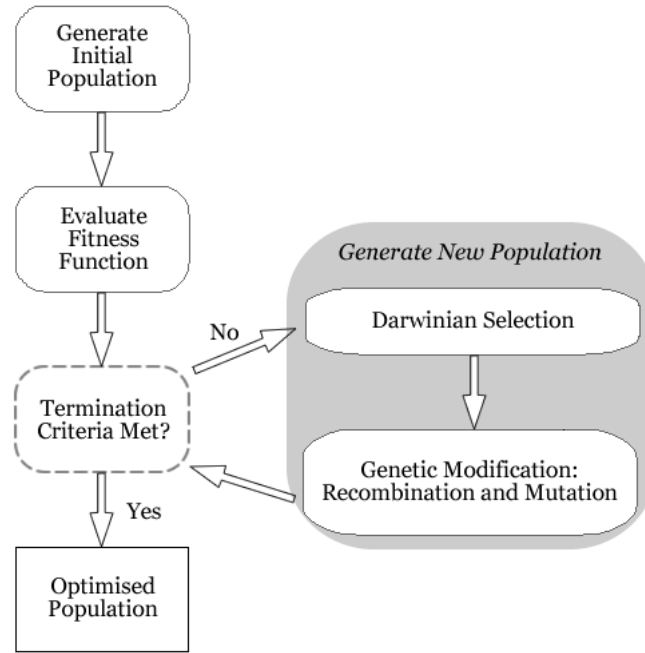 Generate
Initial
Population
Evaluate
Fitness
Function
Generate New Population
No
Darwinian Selection
Termination
Criteria Met?
Genetic Modification:
Recombination and Mutation
Yes
Optimised
Population